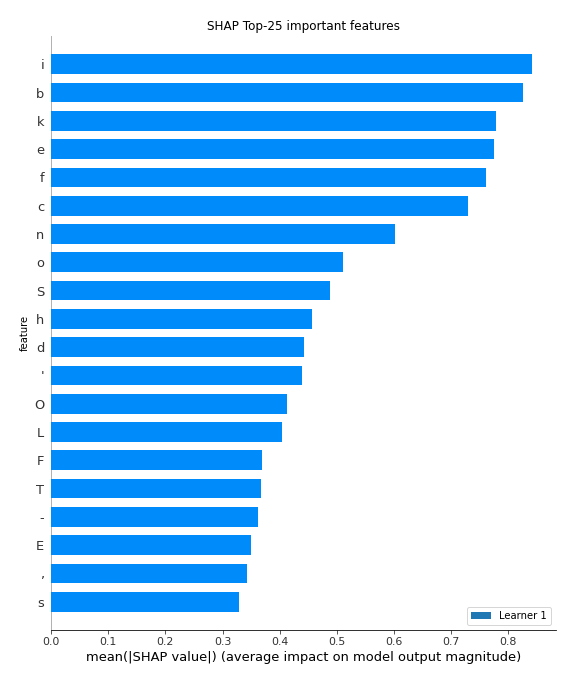 SHAP Top-25 important features
i
b
k
e
f
c
n
o
S
h
d
'
O
L
F
T
-
E
,
s
feature
Learner 1
0.0 0.1 0.2 0.3 0.4 0.5 0.6 0.7 0.8
mean(|SHAP value|) (average impact on model output magnitude)